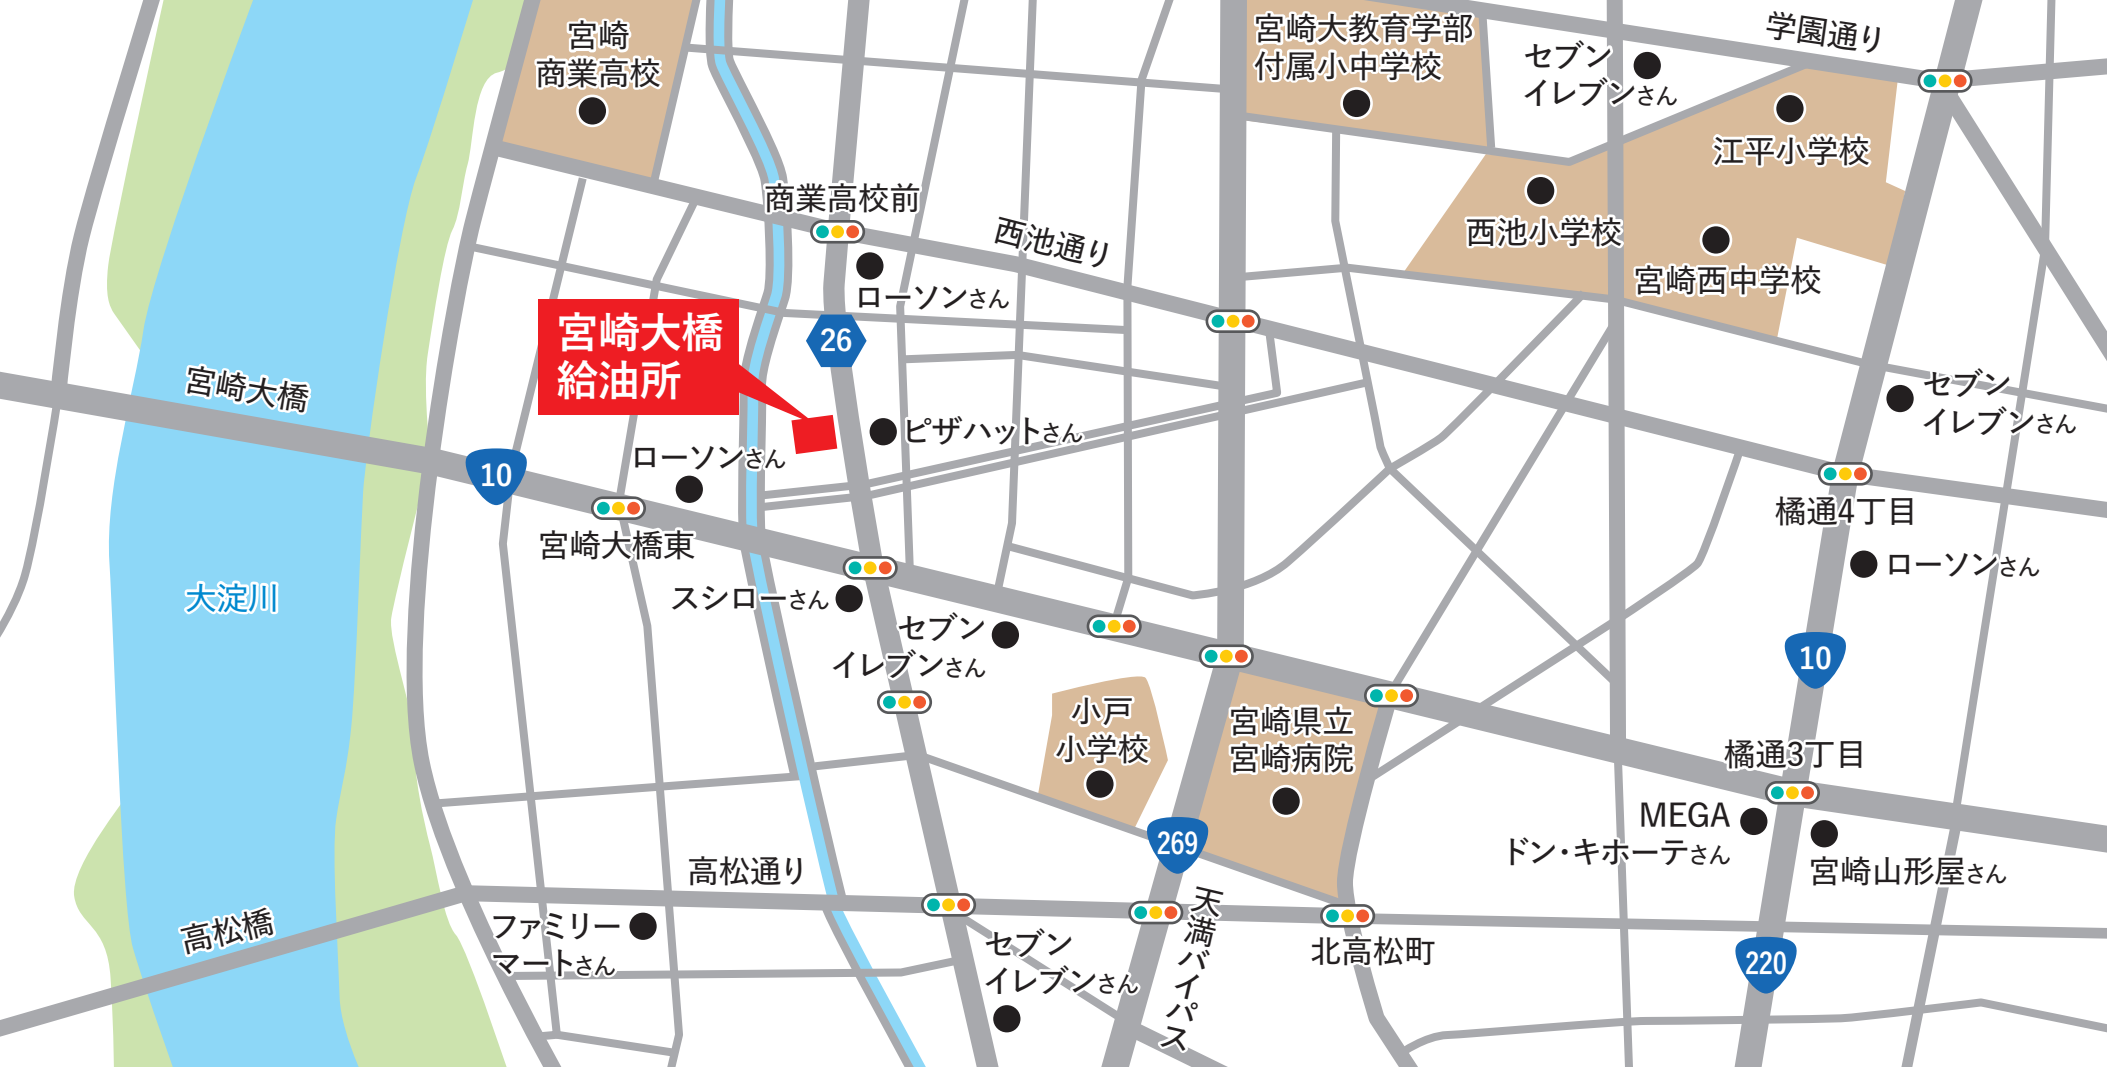 宮崎
商業高校
宮崎大教育学部
付属小中学校
セブン
イレブンさん
学園通り
江平小学校
西池小学校
宮崎西中学校
商業高校前
西池通り
ローソンさん
宮崎大橋
給油所
26
宮崎大橋
ピザハットさん
セブン
イレブンさん
ローソンさん
10
宮崎大橋東
橘通4丁目
ローソンさん
大淀川
スシローさん
セブン
イレブンさん
10
小戸
小学校
宮崎県立
宮崎病院
橘通3丁目
MEGA
ドン・キホーテさん
宮崎山形屋さん
269
高松通り
天満バイパス
高松橋
ファミリー
マートさん
セブン
イレブンさん
北高松町
220